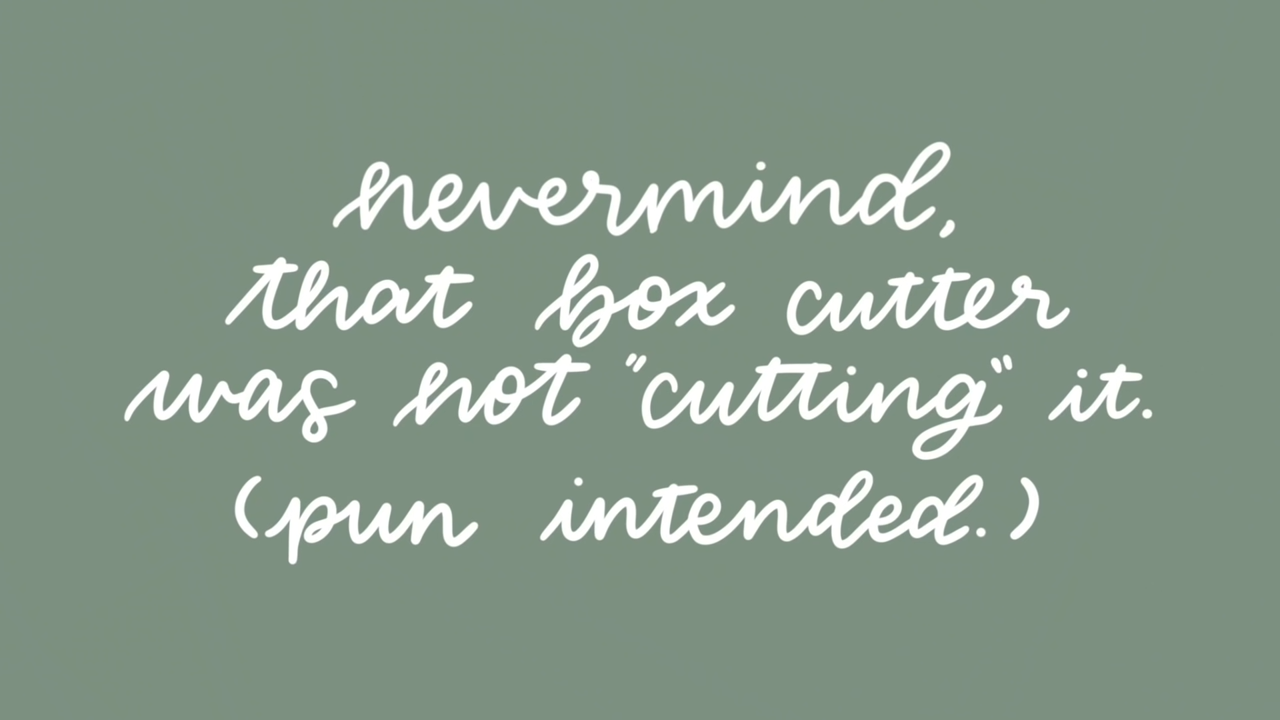 nevermind,
that box cutter
was not "cutting" it.
(pun intended.)